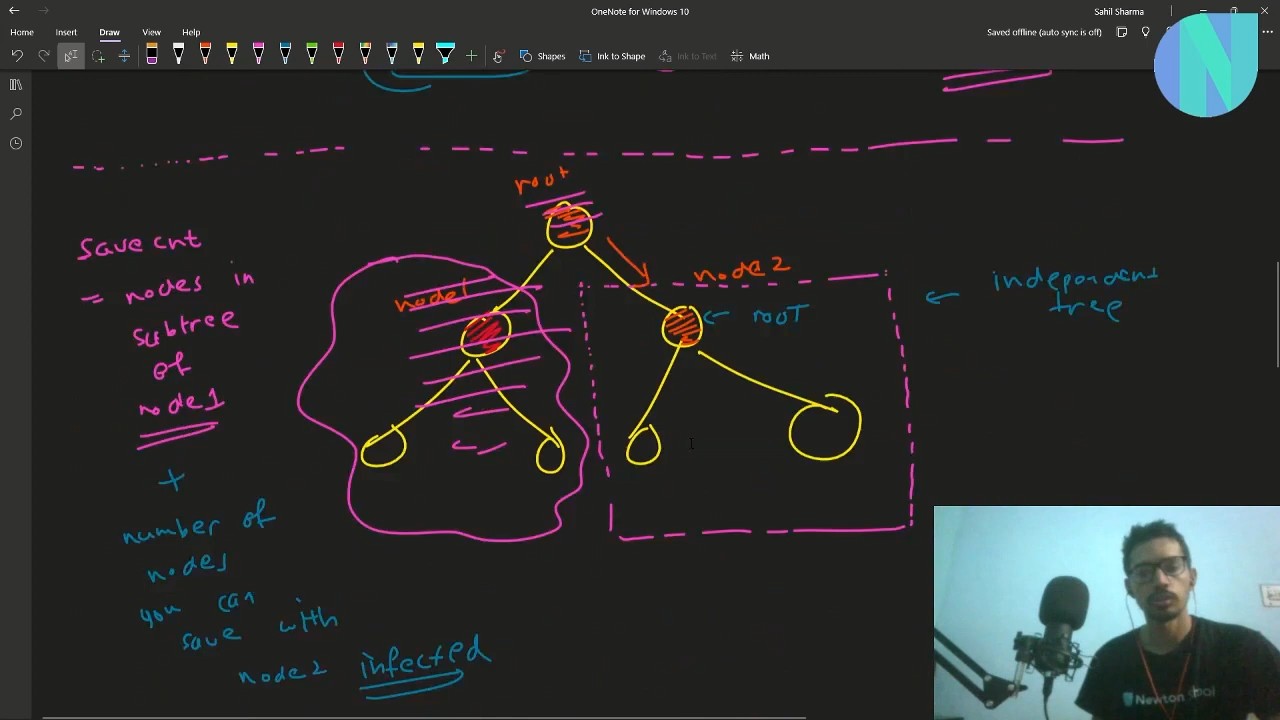 OneNote for Windows 10
Sahil Sharma
Home
Insert
Draw
View
Help
Saved offline (auto sync is off)
Shapes
Ink to Shape
Ink to Text
Math
root
save cnt
= nodes in
subtree
of
node1
+
number of
nodes
you can
save with
node2 infected
node1
node2
← root
← independent
tree
Newton